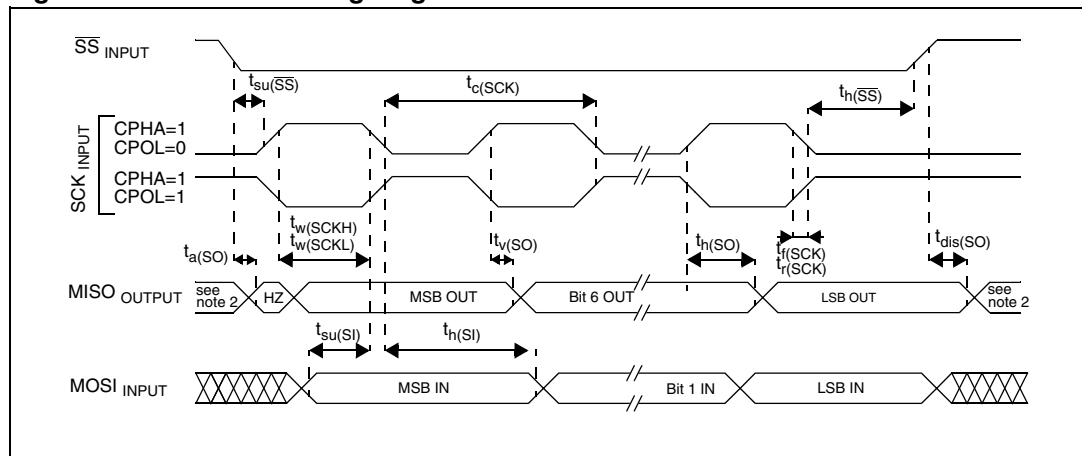 SS INPUT
tsu(SS)
tc(SCK)
th(SS)
SCK INPUT
CPHA=1
CPOL=0
CPHA=1
CPOL=1
tw(SCKH)
tw(SCKL)
ta(SO)
tv(SO)
th(SO)
tf(SCK)
tr(SCK)
tdis(SO)
MISO OUTPUT
see
note 2
HZ
MSB OUT
Bit 6 OUT
LSB OUT
see
note 2
tsu(SI)
th(SI)
MOSI INPUT
MSB IN
Bit 1 IN
LSB IN